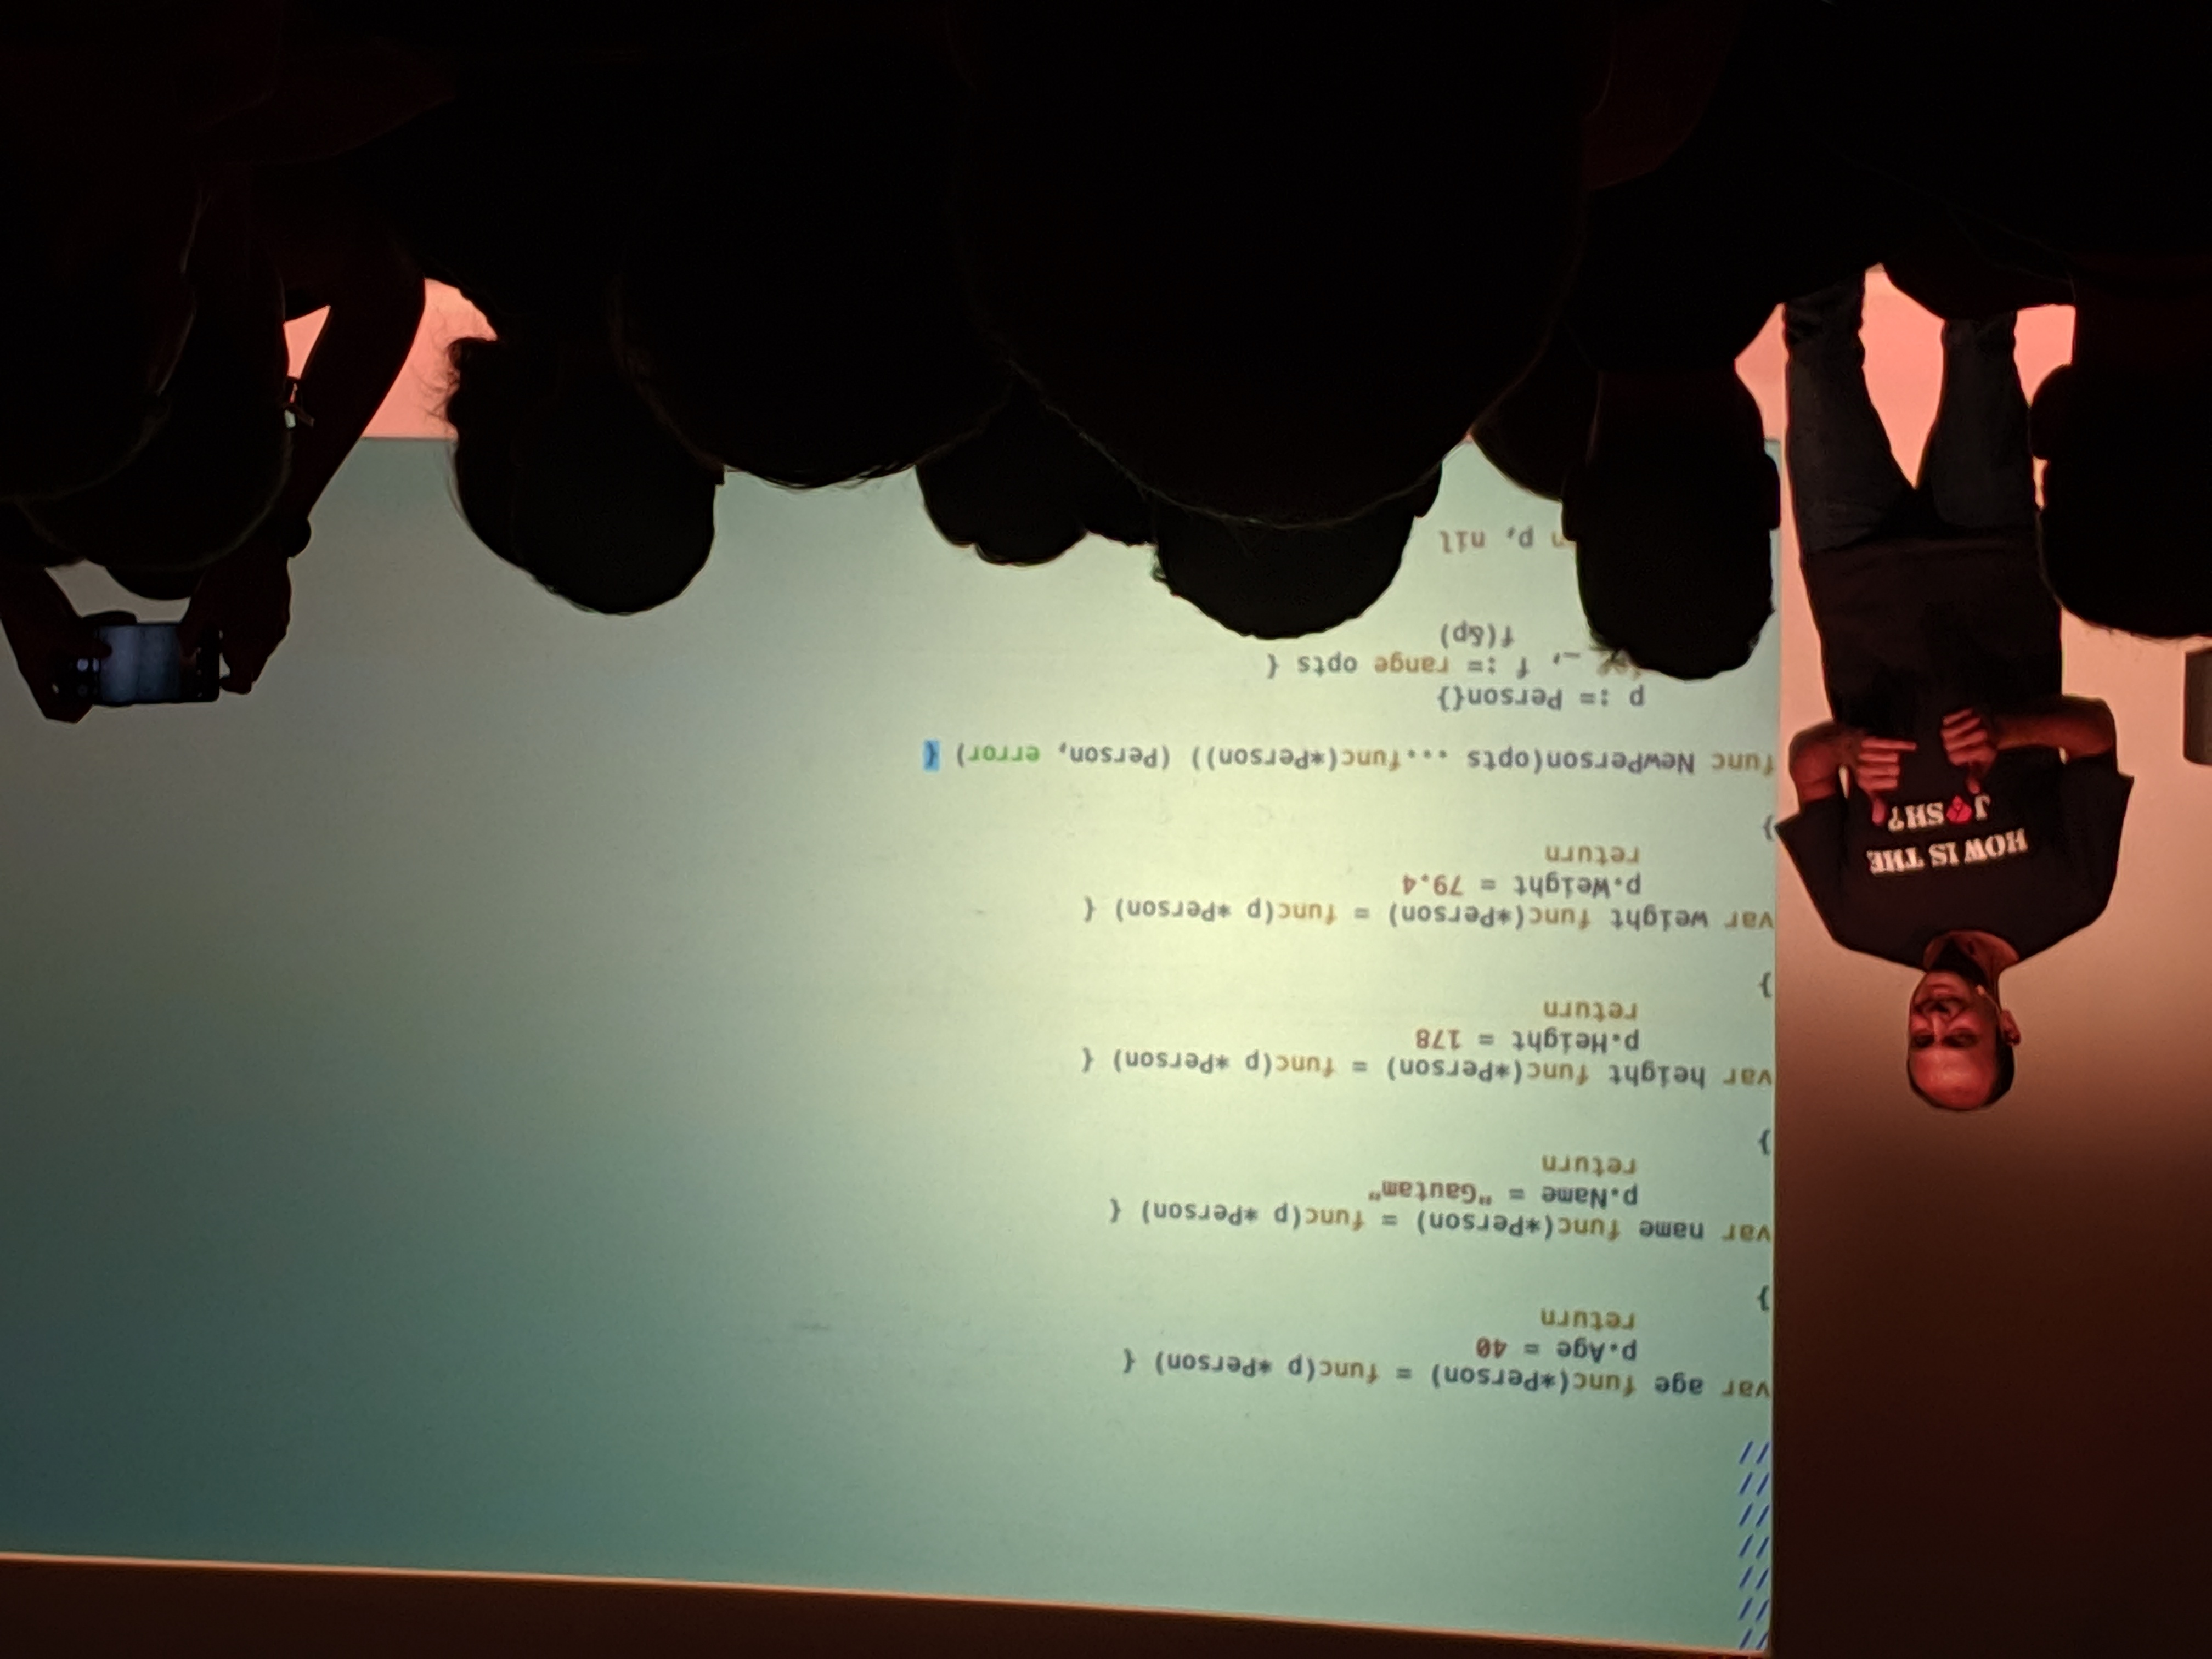 //
//
//
//
//
//
//
var age func(*Person) = func(p *Person) {
p.Age = 40
return
}
var name func(*Person) = func(p *Person) {
p.Name = "Gautam"
return
}
var height func(*Person) = func(p *Person) {
p.Height = 178
return
}
var weight func(*Person) = func(p *Person) {
p.Weight = 79.4
return
}
func NewPerson(opts ...func(*Person)) (Person, error) {
p := Person{}
for _, f := range opts {
f(&p)
n p, nil
HOW IS THE
JOSH?